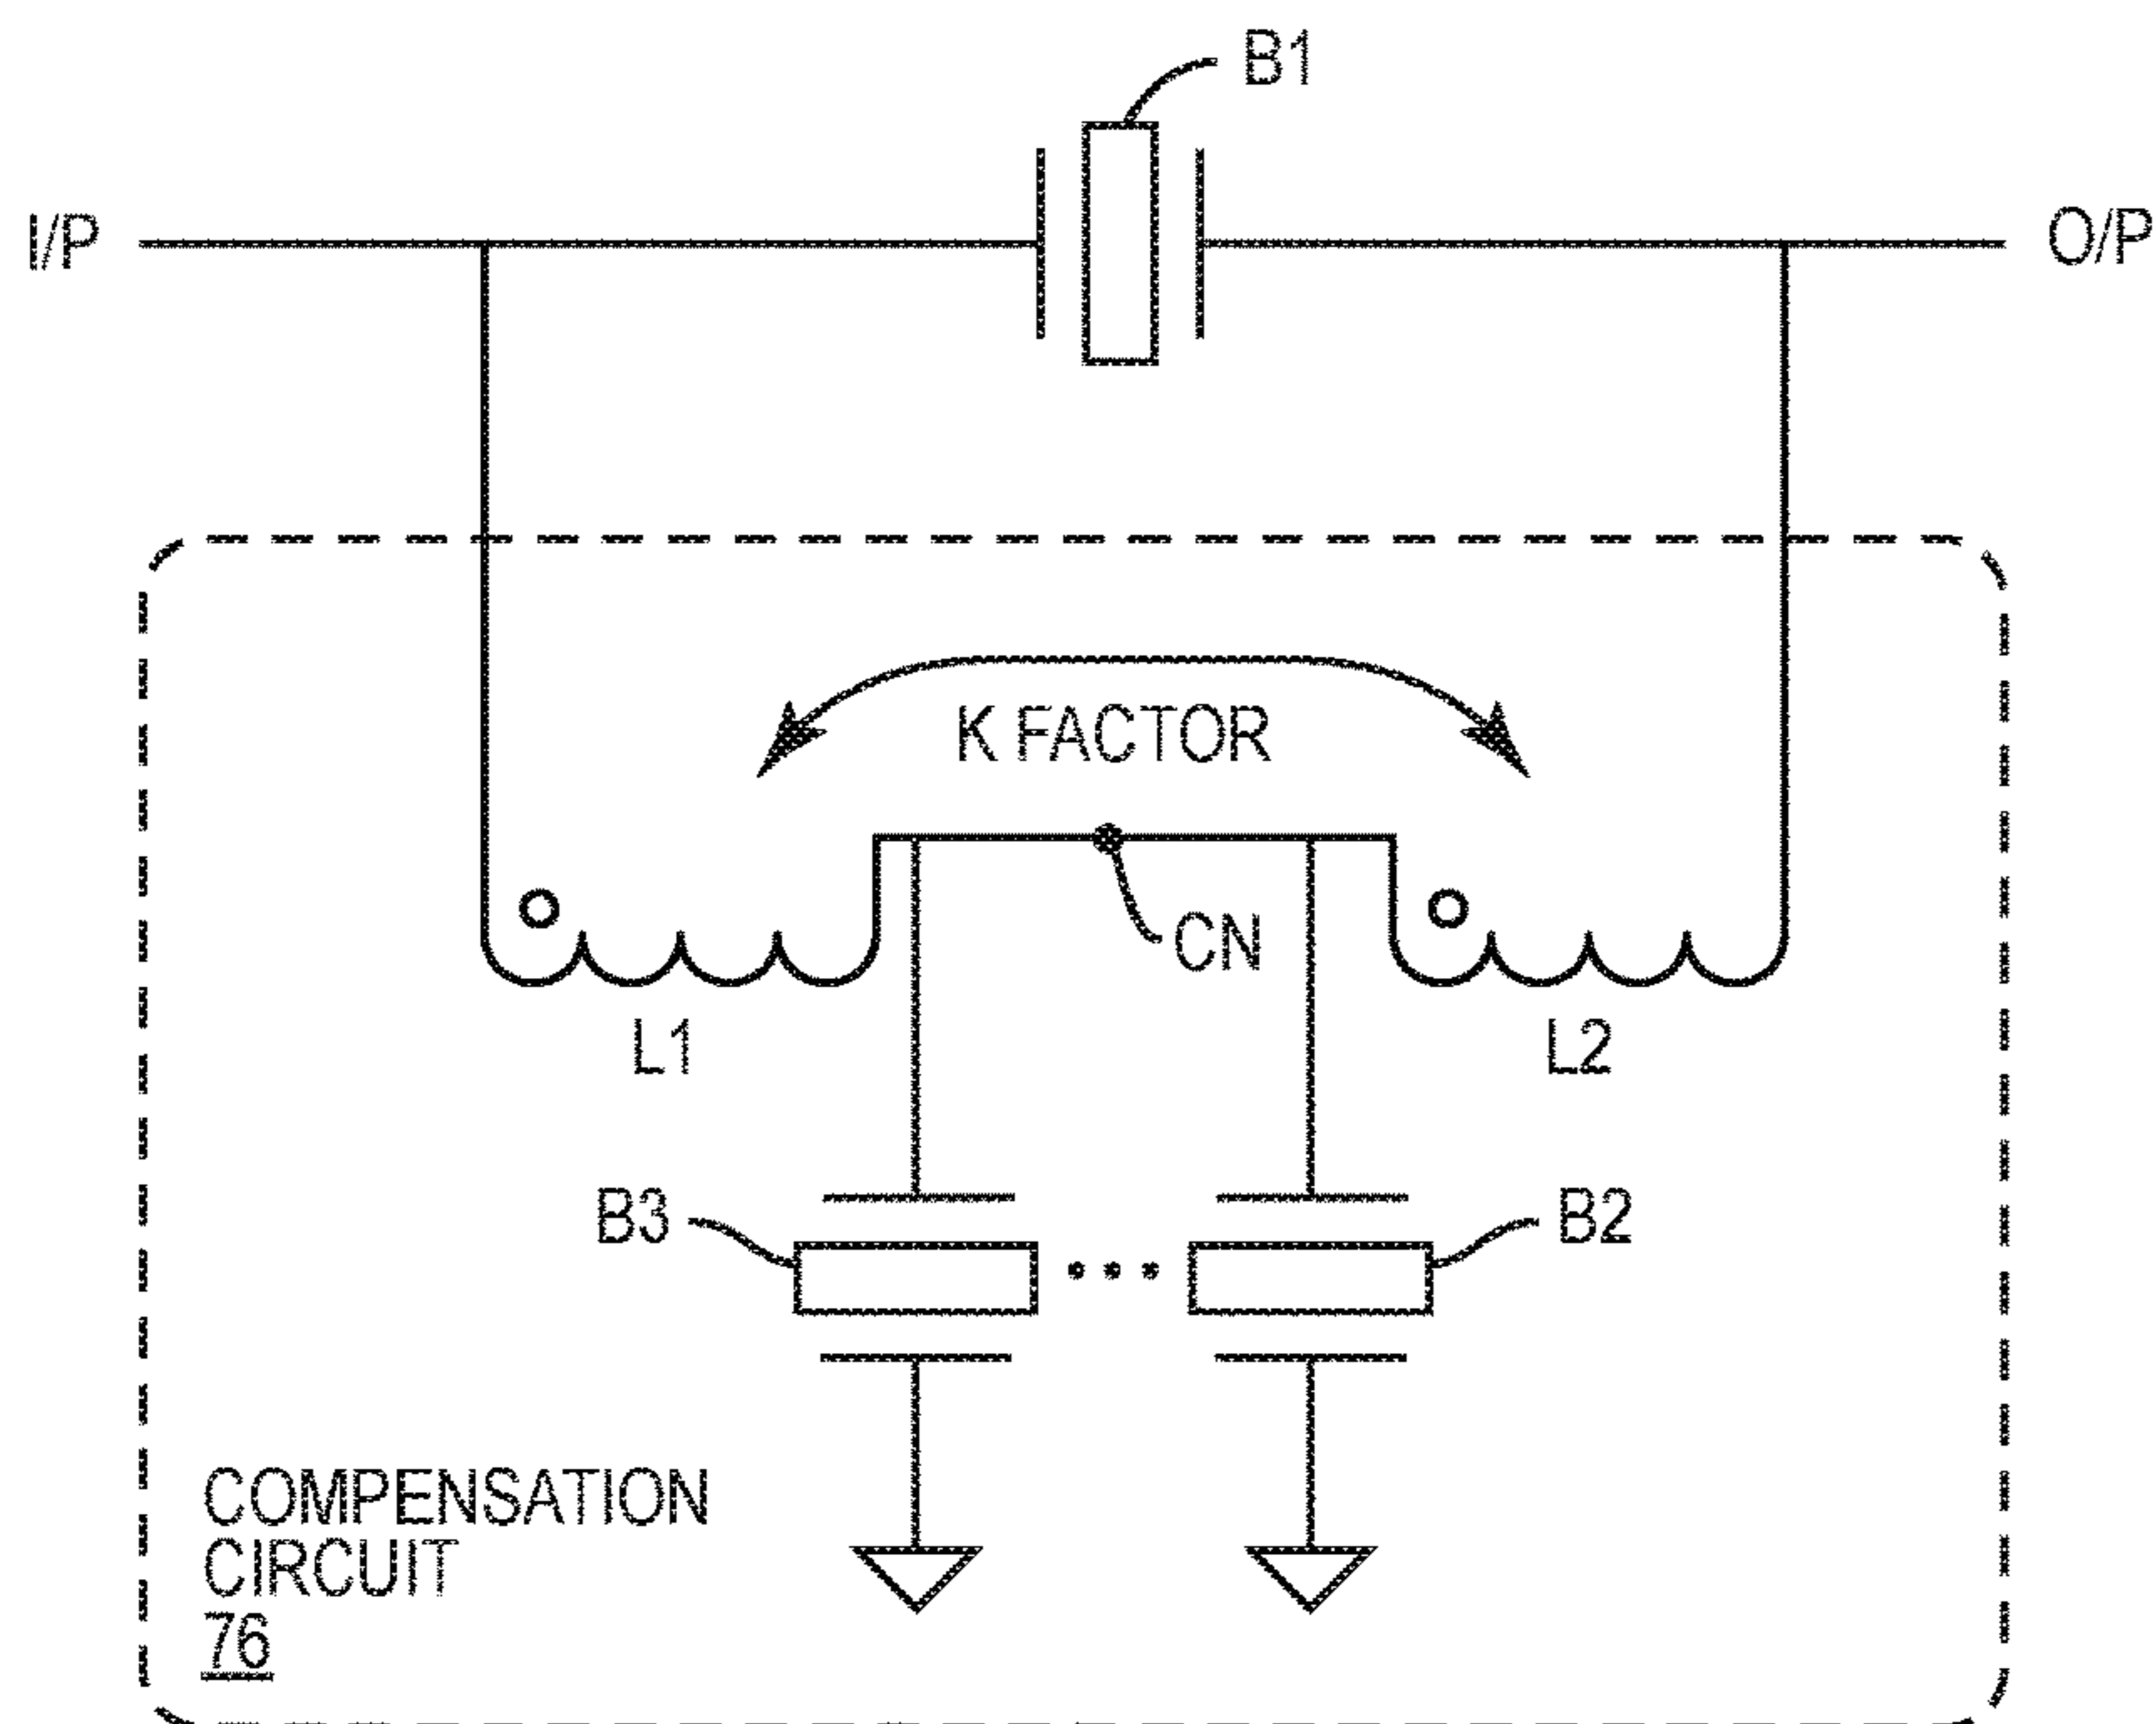 B1
I/P
O/P
K FACTOR
CN
L1
L2
B3
B2
COMPENSATION
CIRCUIT
76